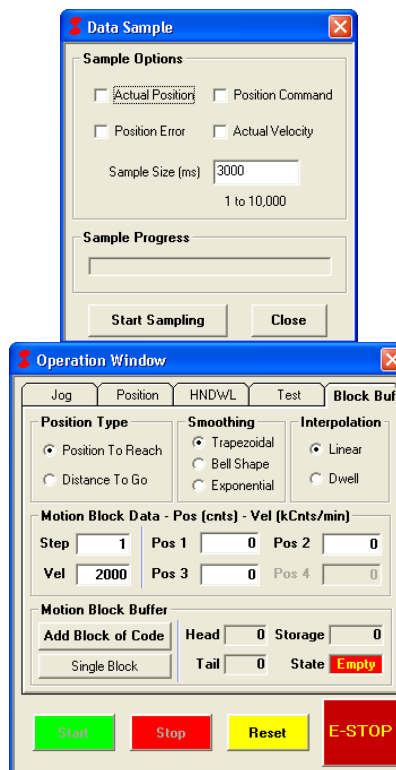 Data Sample
Sample Options
Actual Position Position Command
Position Error Actual Velocity
Sample Size (ms) 3000
1 to 10,000
Sample Progress
Start Sampling Close
Operation Window
Jog Position HNDWL Test Block Buf
Position Type Smoothing Interpolation
Position To Reach Trapezoidal Linear
Distance To Go Bell Shape Dwell
Exponential
Motion Block Data - Pos (cnts) - Vel (kCnts/min)
Step 1 Pos 1 0 Pos 2 0
Vel 2000 Pos 3 0 Pos 4 0
Motion Block Buffer
Add Block of Code Head 0 Storage 0
Single Block Tail 0 State Empty
Start Stop Reset E-STOP